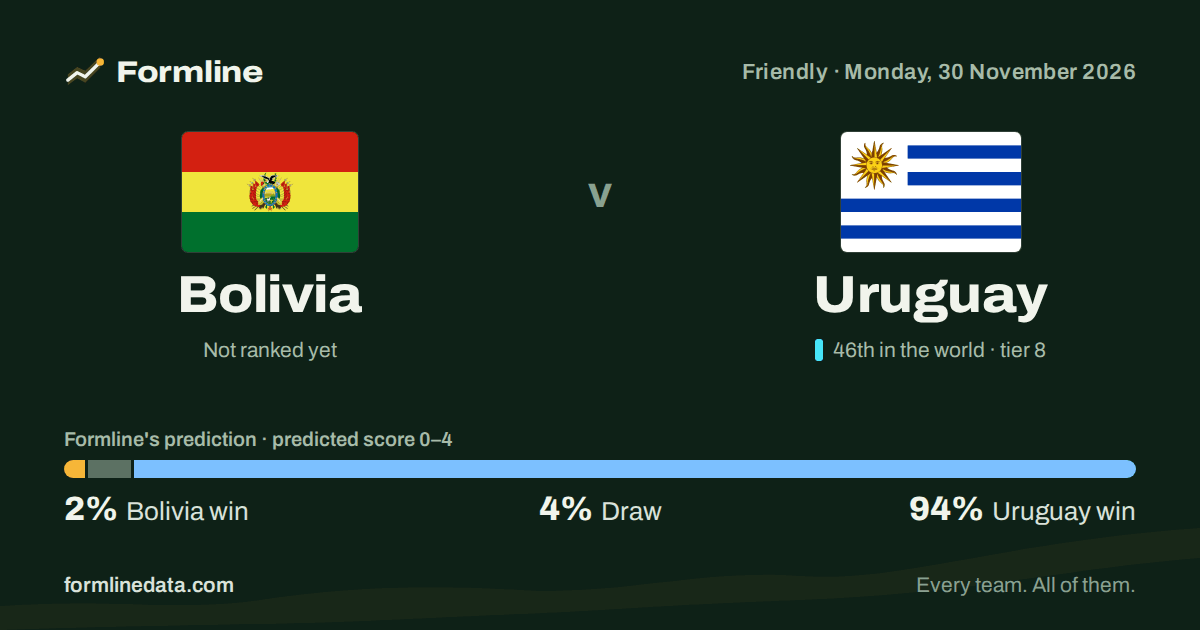 Formline
Friendly · Monday, 30 November 2026
V
Bolivia
Uruguay
Not ranked yet
46th in the world · tier 8
Formline's prediction · predicted score 0–4
2% Bolivia win
4% Draw
94% Uruguay win
formlinedata.com
Every team. All of them.